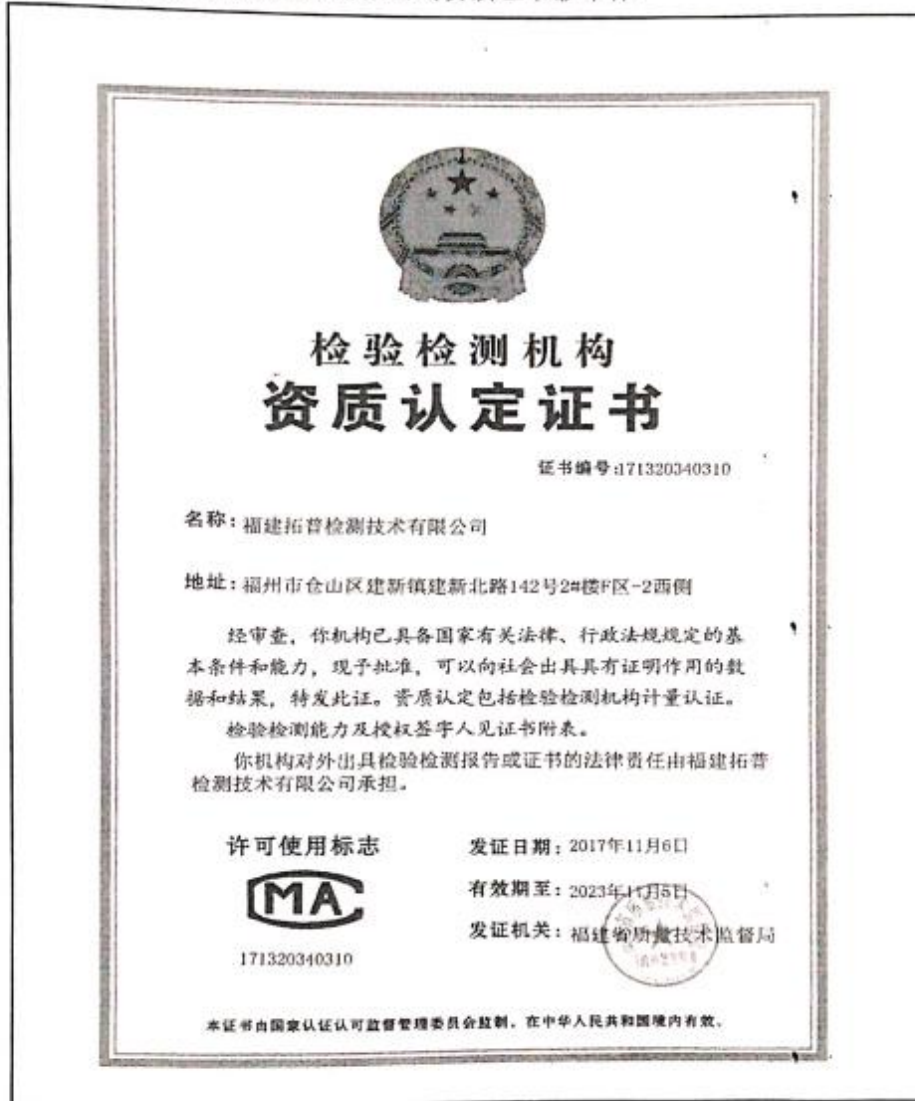 检验检测机构
资质认定证书
证书编号:171320340310
名称：福建拓普检测技术有限公司
地址：福州市仓山区建新镇建新北路142号2#楼F区-2西侧
经审查，你机构已具备国家有关法律、行政法规规定的基
本条件和能力，现予批准，可以向社会出具具有证明作用的数
据和结果，特发此证。资质认定包括检验检测机构计量认证。
检验检测能力及授权签字人见证书附表。
你机构对外出具检验检测报告或证书的法律责任由福建拓普
检测技术有限公司承担。
许可使用标志
MA
171320340310
发证日期：2017年11月6日
有效期至：2023年11月5日
发证机关：福建省质量技术监督局
本证书由国家认证认可监督管理委员会监制，在中华人民共和国境内有效。